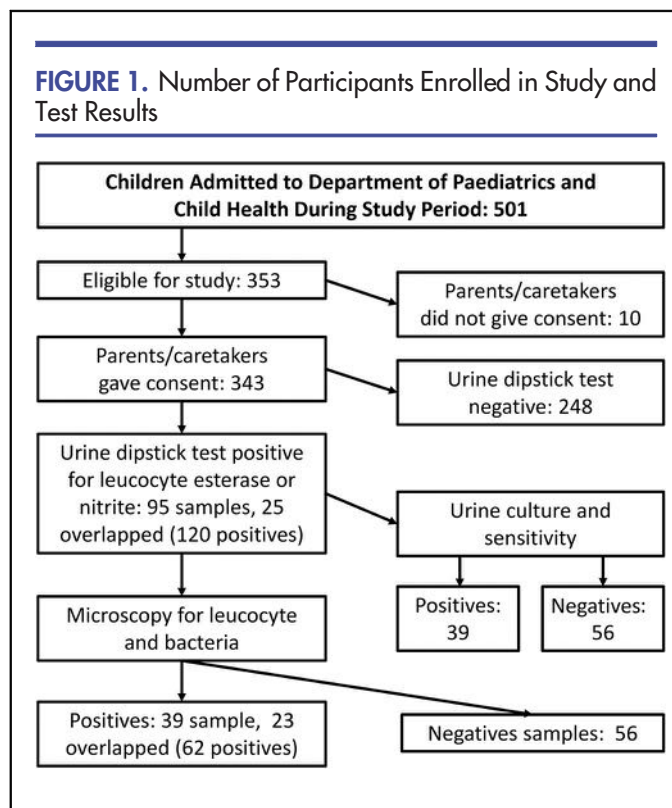 FIGURE 1. Number of Participants Enrolled in Study and
Test Results
Children Admitted to Department of Paediatrics and
Child Health During Study Period: 501
Eligible for study: 353
Parents/caretakers
did not give consent: 10
Parents/caretakers
gave consent: 343
Urine dipstick test
negative: 248
Urine dipstick test positive
for leucocyte esterase or
nitrite: 95 samples, 25
overlapped (120 positives)
Urine culture and
sensitivity
Positives:
39
Negatives:
56
Microscopy for leucocyte
and bacteria
Positives: 39 sample, 23
overlapped (62 positives)
Negatives samples: 56